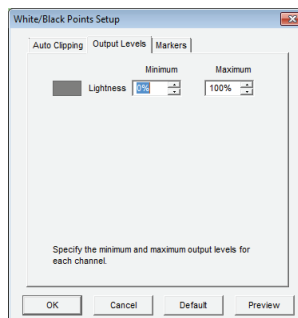 White/Black Points Setup
Auto Clipping Output Levels Markers
Minimum Maximum
Lightness 0% 100%
Specify the minimum and maximum output levels for
each channel.
OK Cancel Default Preview